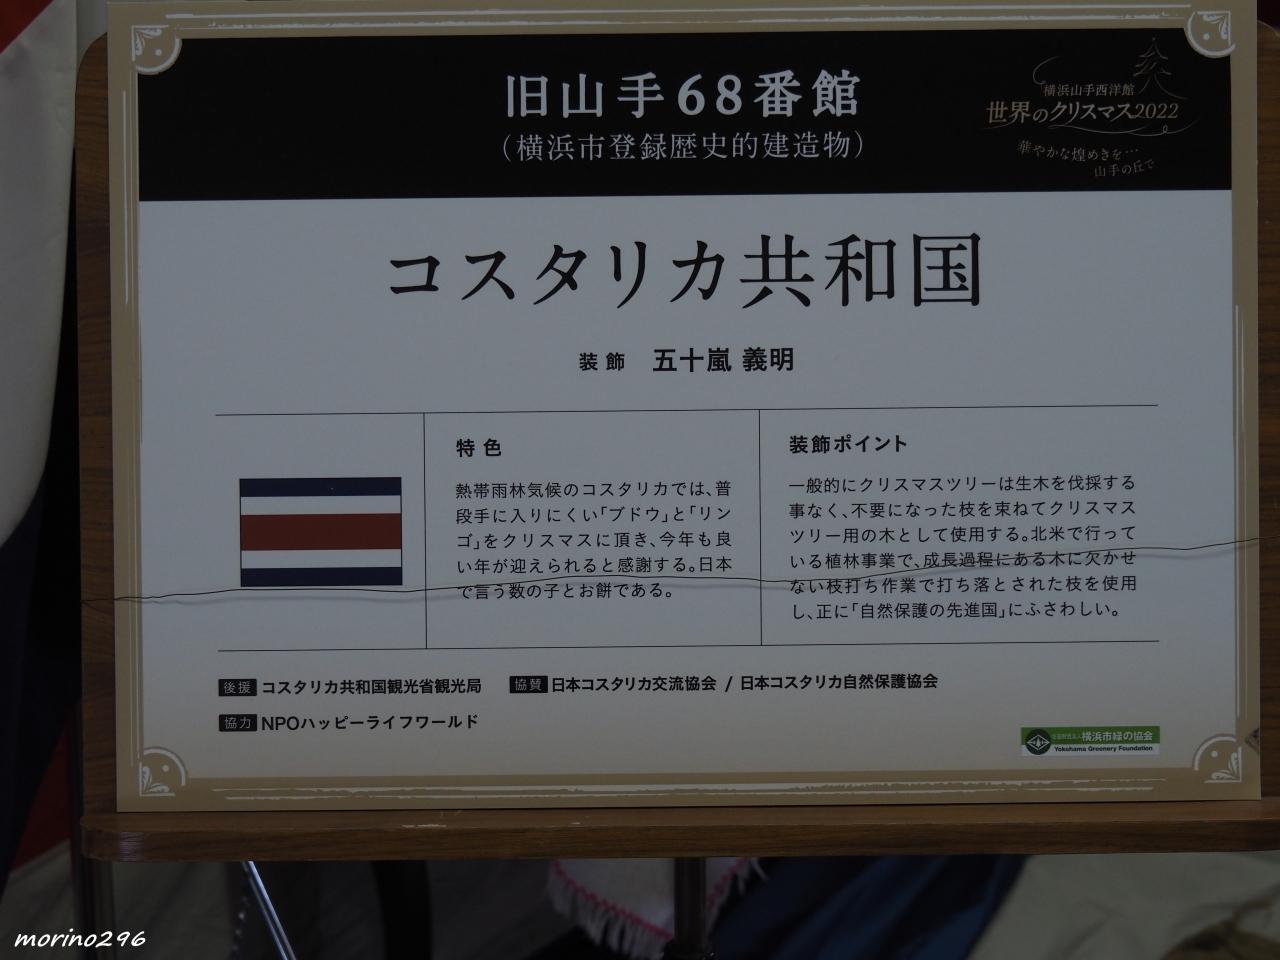 旧山手68番館
(横浜市登録歴史的建造物)
横浜山手西洋館
世界のクリスマス2022
華やかな煌めきを…
山手の丘で
コスタリカ共和国
装飾 五十嵐 義明
特色
熱帯雨林気候のコスタリカでは、普
段手に入りにくい「ブドウ」と「リン
ゴ」をクリスマスに頂き、今年も良
い年が迎えられると感謝する。日本
で言う数の子とお餅である。
装飾ポイント
一般的にクリスマスツリーは生木を伐採する
事なく、不要になった枝を束ねてクリスマス
ツリー用の木として使用する。北米で行って
いる植林事業で、成長過程にある木に欠かせ
ない枝打ち作業で打ち落とされた枝を使用
し、正に「自然保護の先進国」にふさわしい。
後援 コスタリカ共和国観光省観光局 協賛 日本コスタリカ交流協会 / 日本コスタリカ自然保護協会
協力 NPOハッピーライフワールド
公益財団法人 横浜市緑の協会
Yokohama Greenery Foundation
morino296